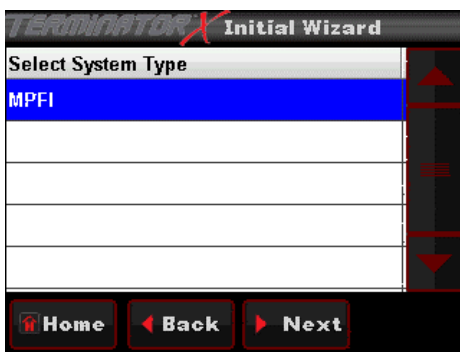 TERMINATOR X Initial Wizard
Select System Type
MPFI
Home Back Next